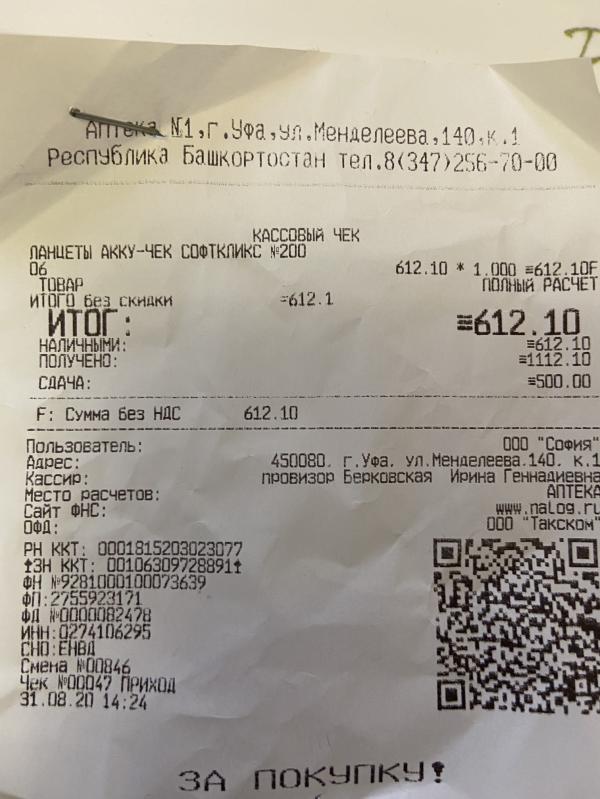 Аптека №1,г.Уфа,ул.Менделеева,140,к.1
Республика Башкортостан тел.8(347)256-70-00
КАССОВЫЙ ЧЕК
ЛАНЦЕТЫ АККУ-ЧЕК СОФТКЛИКС №200
06 612.10 * 1.000 ≡612.10F
ТОВАР ПОЛНЫЙ РАСЧЕТ
ИТОГО без скидки =612.1
ИТОГ: ≡612.10
НАЛИЧНЫМИ: ≡612.10
ПОЛУЧЕНО: ≡1112.10
СДАЧА: ≡500.00
F: Сумма без НДС 612.10
Пользователь: ООО "София"
Адрес: 450080, г.Уфа, ул.Менделеева,140, к.1
Кассир: провизор Берковская Ирина Геннадиевна
Место расчетов: АПТЕКА
Сайт ФНС: www.nalog.ru
ОФД: ООО "Такском"
РН ККТ: 0001815203023077
↑ЗН ККТ: 00106309728891↑
ФН №9281000100073639
ФП:2755923171
ФД №0000082478
ИНН:0274106295
СНО:ЕНВД
Смена №00846
Чек №00047 ПРИХОД
31.08.20 14:24
ЗА ПОКУПКУ!